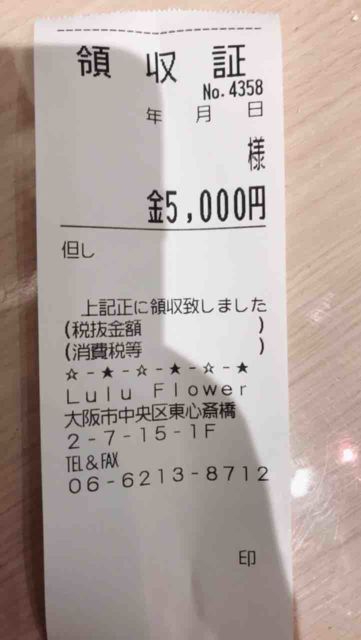 領収証
No.4358
年 月 日
様
金5,000円
但し
上記正に領収致しました
(税抜金額 )
(消費税等 )
☆-★-☆-★-☆-★
Lulu Flower
大阪市中央区東心斎橋
2-7-15-1F
TEL&FAX
06-6213-8712
印